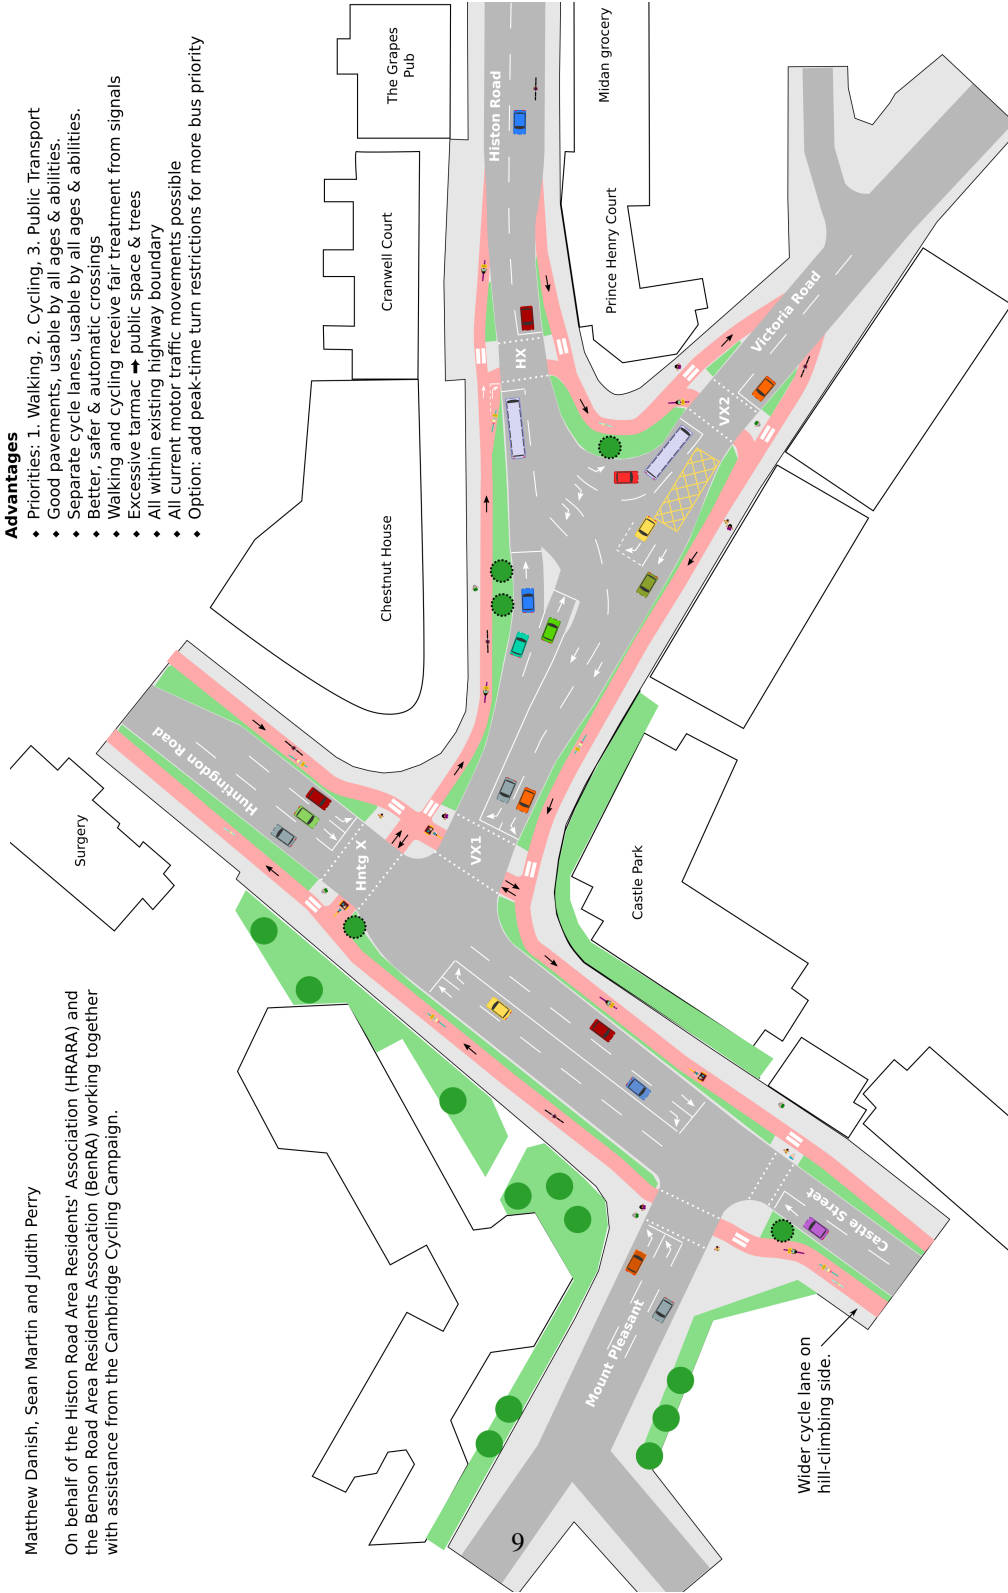 Matthew Danish, Sean Martin and Judith Perry
On behalf of the Histon Road Area Residents' Association (HRARA) and
the Benson Road Area Residents Assocation (BenRA) working together
with assistance from the Cambridge Cycling Campaign.
Advantages
◆ Priorities: 1. Walking, 2. Cycling, 3. Public Transport
◆ Good pavements, usable by all ages & abilities.
◆ Separate cycle lanes, usable by all ages & abilities.
◆ Better, safer & automatic crossings
◆ Walking and cycling receive fair treatment from signals
◆ Excessive tarmac ➡ public space & trees
◆ All within existing highway boundary
◆ All current motor traffic movements possible
◆ Option: add peak-time turn restrictions for more bus priority
Surgery
Huntingdon Road
Hntg X
Chestnut House
Cranwell Court
The Grapes
Pub
Histon Road
HX
Midan grocery
Prince Henry Court
Victoria Road
VX2
VX1
Castle Park
Castle Street
Mount Pleasant
Wider cycle lane on
hill-climbing side.
9